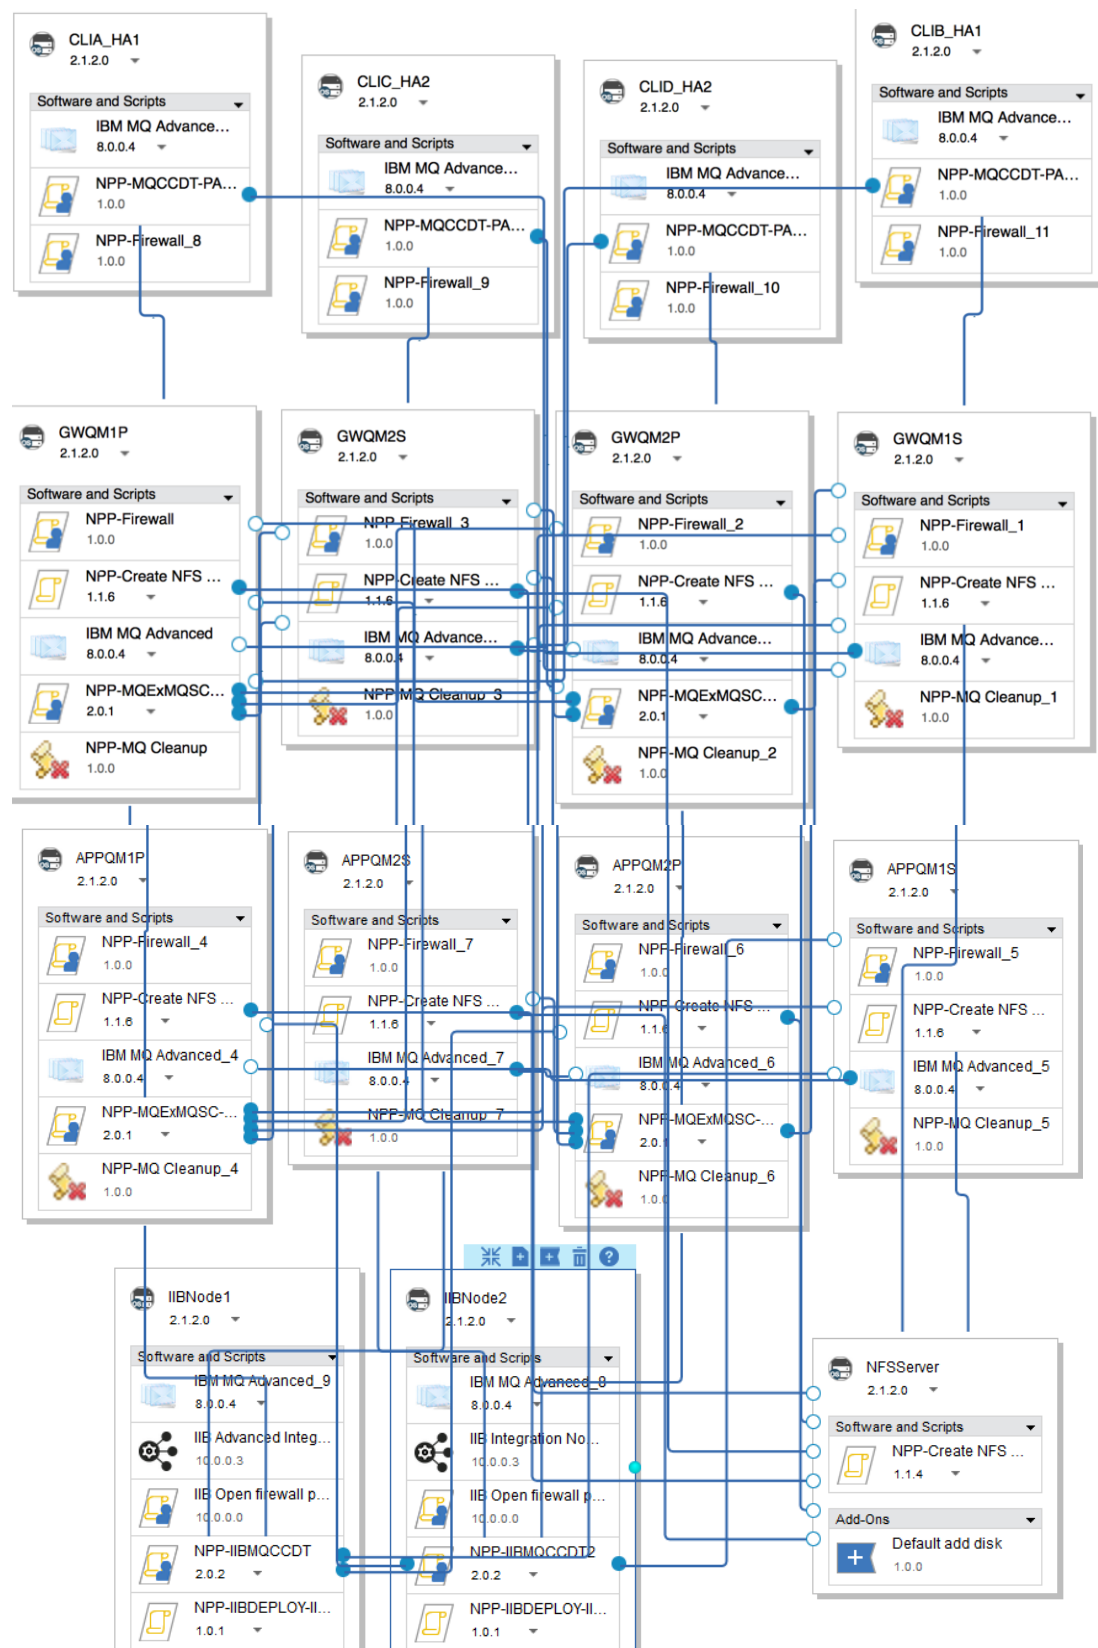 CLIA_HA1
2.1.2.0
Software and Scripts
IBM MQ Advance...
8.0.0.4
NPP-MQCCDT-PA...
1.0.0
NPP-Firewall_8
1.0.0
CLIC_HA2
2.1.2.0
Software and Scripts
IBM MQ Advance...
8.0.0.4
NPP-MQCCDT-PA...
1.0.0
NPP-Firewall_9
1.0.0
CLID_HA2
2.1.2.0
Software and Scripts
IBM MQ Advance...
8.0.0.4
NPP-MQCCDT-PA...
1.0.0
NPP-Firewall_10
1.0.0
CLIB_HA1
2.1.2.0
Software and Scripts
IBM MQ Advance...
8.0.0.4
NPP-MQCCDT-PA...
1.0.0
NPP-Firewall_11
1.0.0
GWQM1P
2.1.2.0
Software and Scripts
NPP-Firewall
1.0.0
NPP-Create NFS ...
1.1.6
IBM MQ Advanced
8.0.0.4
NPP-MQExMQSC...
2.0.1
NPP-MQ Cleanup
1.0.0
GWQM2S
2.1.2.0
Software and Scripts
NPP-Firewall_3
1.0.0
NPP-Create NFS ...
1.1.6
IBM MQ Advance...
8.0.0.4
NPP-MQ Cleanup_3
1.0.0
GWQM2P
2.1.2.0
Software and Scripts
NPP-Firewall_2
1.0.0
NPP-Create NFS ...
1.1.6
IBM MQ Advance...
8.0.0.4
NPP-MQExMQSC...
2.0.1
NPP-MQ Cleanup_2
1.0.0
GWQM1S
2.1.2.0
Software and Scripts
NPP-Firewall_1
1.0.0
NPP-Create NFS ...
1.1.6
IBM MQ Advance...
8.0.0.4
NPP-MQ Cleanup_1
1.0.0
APPQM1P
2.1.2.0
Software and Scripts
NPP-Firewall_4
1.0.0
NPP-Create NFS ...
1.1.6
IBM MQ Advanced_4
8.0.0.4
NPP-MQExMQSC-...
2.0.1
NPP-MQ Cleanup_4
1.0.0
APPQM2S
2.1.2.0
Software and Scripts
NPP-Firewall_7
1.0.0
NPP-Create NFS ...
1.1.6
IBM MQ Advanced_7
8.0.0.4
NPP-MQ Cleanup_7
1.0.0
APPQM2P
2.1.2.0
Software and Scripts
NPP-Firewall_6
1.0.0
NPP-Create NFS ...
1.1.6
IBM MQ Advanced_6
8.0.0.4
NPP-MQExMQSC-...
2.0.1
NPP-MQ Cleanup_6
1.0.0
APPQM1S
2.1.2.0
Software and Scripts
NPP-Firewall_5
1.0.0
NPP-Create NFS ...
1.1.6
IBM MQ Advanced_5
8.0.0.4
NPP-MQ Cleanup_5
1.0.0
IIBNode1
2.1.2.0
Software and Scripts
IBM MQ Advanced_9
8.0.0.4
IIB Advanced Integ...
10.0.0.3
IIB Open firewall p...
10.0.0.0
NPP-IIBMQCCDT
2.0.2
NPP-IIBDEPLOY-II...
1.0.1
IIBNode2
2.1.2.0
Software and Scripts
IBM MQ Advanced_8
8.0.0.4
IIB Integration No...
10.0.0.3
IIB Open firewall p...
10.0.0.0
NPP-IIBMQCCDT2
2.0.2
NPP-IIBDEPLOY-II...
1.0.1
NFSServer
2.1.2.0
Software and Scripts
NPP-Create NFS ...
1.1.4
Add-Ons
Default add disk
1.0.0